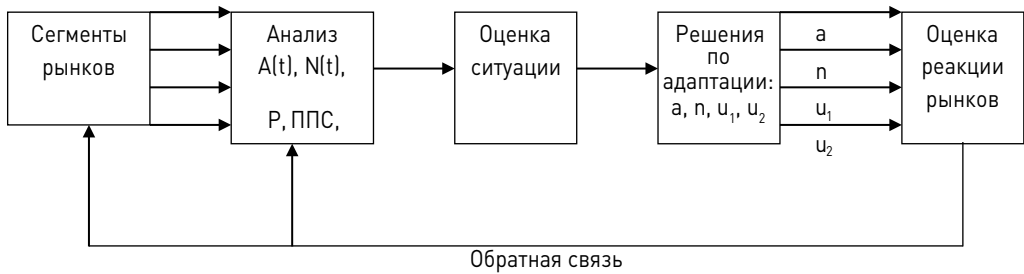 Сегменты
рынков
Анализ
A(t), N(t),
P, ППС,
Оценка
ситуации
Решения
по
адаптации:
a, n, u₁, u₂
a
n
u₁
u₂
Оценка
реакции
рынков
Обратная связь